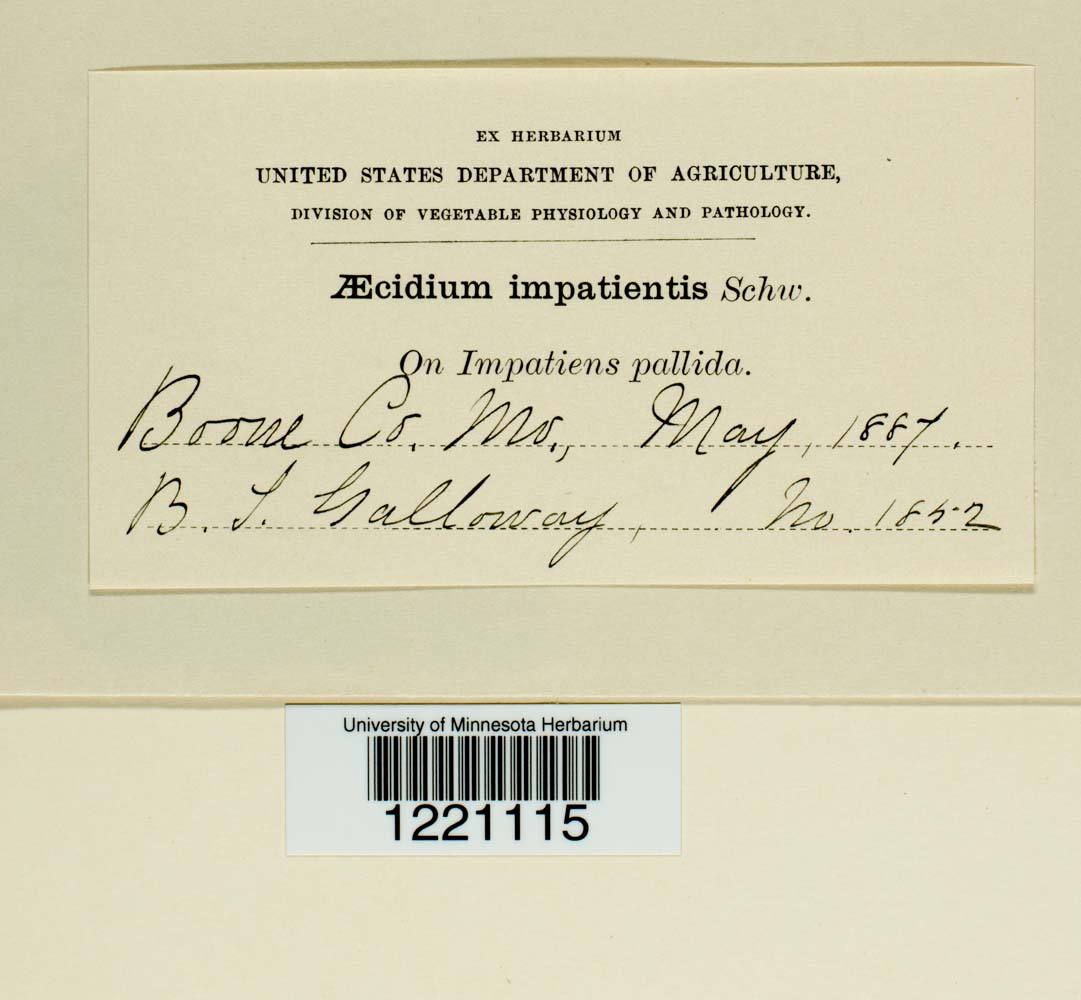 EX HERBARIUM
UNITED STATES DEPARTMENT OF AGRICULTURE,
DIVISION OF VEGETABLE PHYSIOLOGY AND PATHOLOGY.
Æcidium impatientis Schw.
On Impatiens pallida.
Boone Co. Mo., May, 1887.
B. T. Galloway, No. 1852
University of Minnesota Herbarium
1221115